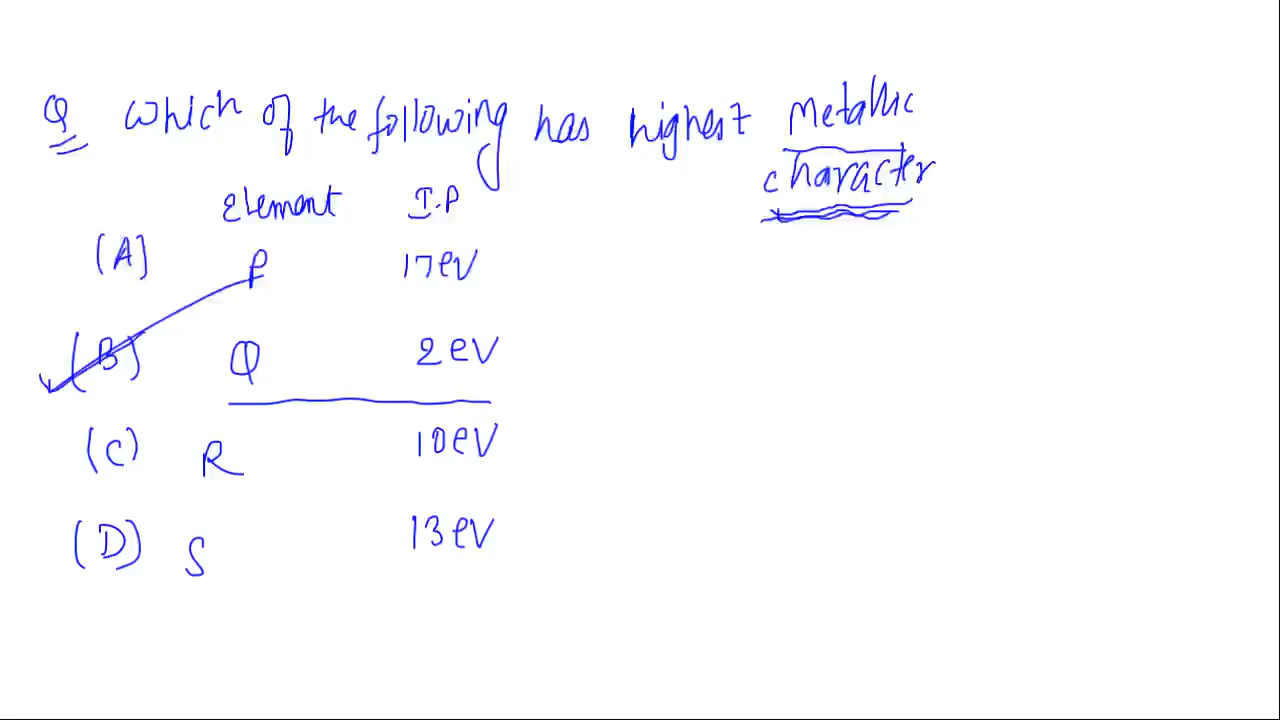 Q Which of the following has highest Metallic
character
Element I.P
(A) P 17eV
(B) Q 2eV
(C) R 10eV
(D) S 13eV